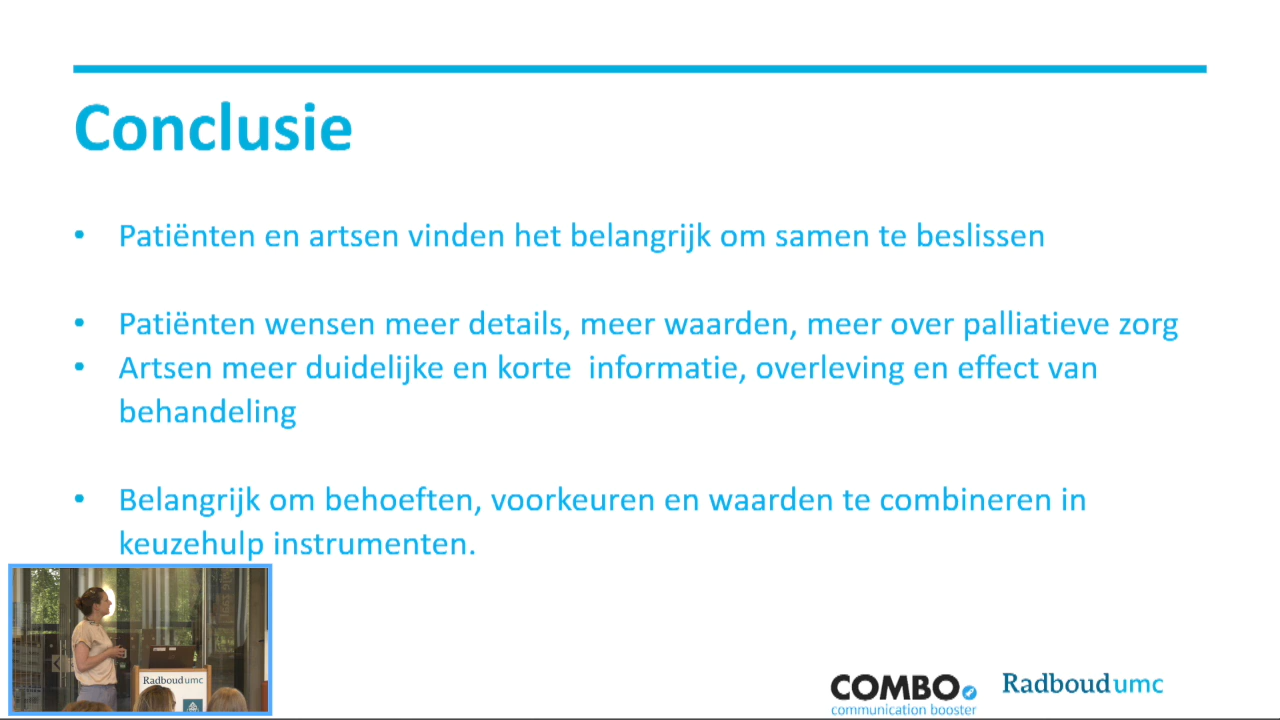 Conclusie
• Patiënten en artsen vinden het belangrijk om samen te beslissen
• Patiënten wensen meer details, meer waarden, meer over palliatieve zorg
• Artsen meer duidelijke en korte informatie, overleving en effect van
behandeling
• Belangrijk om behoeften, voorkeuren en waarden te combineren in
keuzehulp instrumenten.
Radboudumc
COMBO
communication booster
Radboudumc